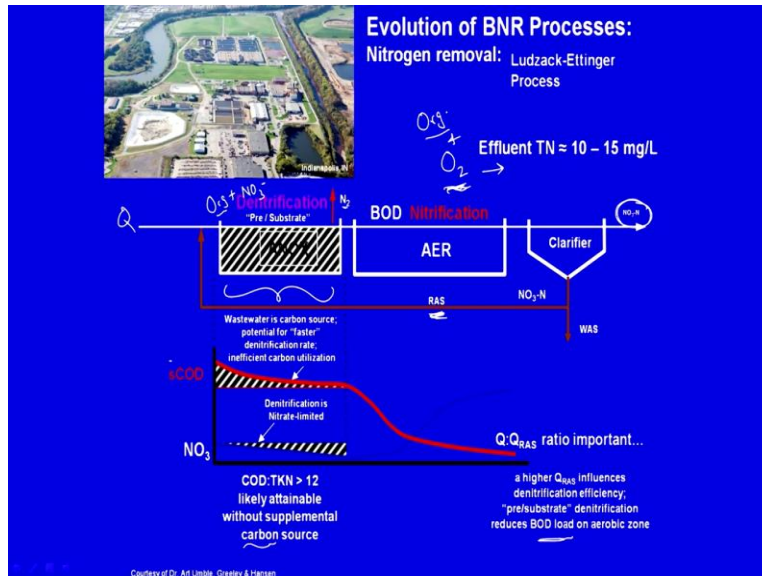 Evolution of BNR Processes:
Nitrogen removal: Ludzack-Ettinger
Process
Indianapolis, IN
Org.
+
O2 →
Effluent TN ≈ 10 – 15 mg/L
Org + NO3-
Denitrification
N2
"Pre / Substrate"
BOD Nitrification
NO3-N
Q
AER
Clarifier
RAS
NO3-N
WAS
Wastewater is carbon source;
potential for "faster"
denitrification rate;
inefficient carbon utilization
sCOD
Denitrification is
Nitrate-limited
NO3
Q:QRAS ratio important...
COD:TKN > 12
likely attainable
without supplemental
carbon source
a higher QRAS influences
denitrification efficiency;
"pre/substrate" denitrification
reduces BOD load on aerobic zone
Courtesy of Dr. Art Umble, Greeley & Hansen